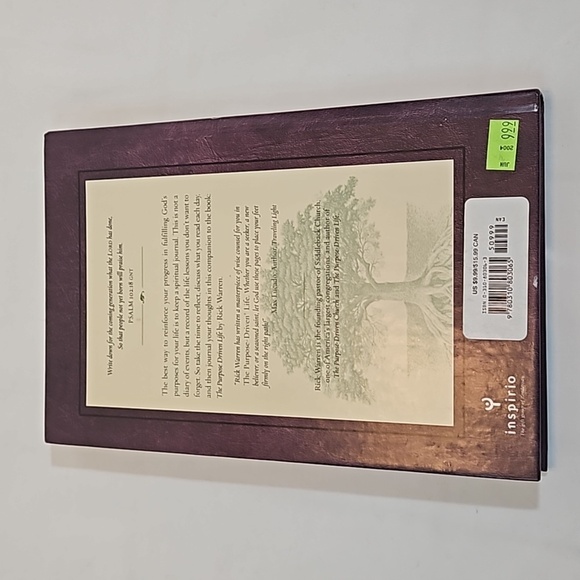 Write down for the coming generation what the LORD has done,
So that people not yet born will praise him.
PSALM 102:18 GNT
The best way to reinforce your progress in fulfilling God's
purposes for your life is to keep a spiritual journal. This is not a
diary of events, but a record of the life lessons you don't want to
forget. So take the time to reflect, discuss what you read each day,
and then journal your thoughts in this companion to the book,
The Purpose Driven Life by Rick Warren.
"Rick Warren has written a masterpiece of wise counsel for you in
The Purpose-Driven® Life. Whether you are a seeker, a new
believer, or a seasoned saint, let God use these pages to place your feet
firmly on the right path!"
Max Lucado, Author, Traveling Light
Rick Warren is the founding pastor of Saddleback Church,
one of America's largest congregations, and author of
The Purpose-Driven Church and The Purpose Driven Life.
inspirio
JUN 2004
999
US $9.99/$15.99 CAN
50999
EAN
9 780310 803065